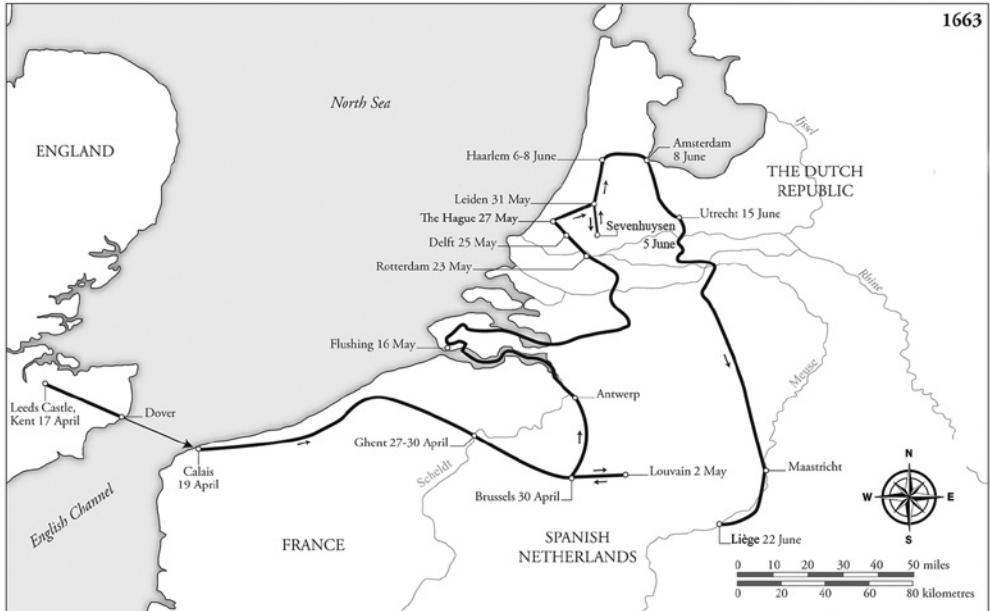 1663
North Sea
ENGLAND
Haarlem 6-8 June
Amsterdam
8 June
IJssel
THE DUTCH
REPUBLIC
Leiden 31 May
The Hague 27 May
Sevenhuysen
5 June
Utrecht 15 June
Delft 25 May
Rotterdam 23 May
Rhine
Flushing 16 May
Meuse
Leeds Castle,
Kent 17 April
Dover
Antwerp
Calais
19 April
Ghent 27-30 April
Scheldt
Louvain 2 May
Maastricht
Brussels 30 April
English Channel
FRANCE
SPANISH
NETHERLANDS
Liège 22 June
N
W
E
S
0 10 20 30 40 50 miles
0 20 40 60 80 kilometres